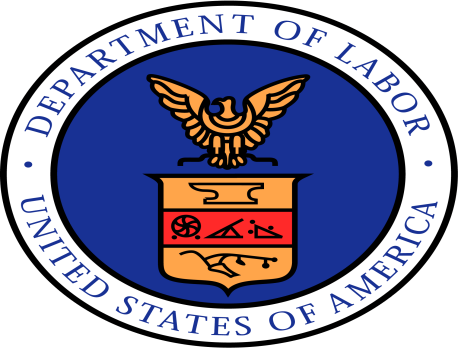 DEPARTMENT OF LABOR
UNITED STATES OF AMERICA